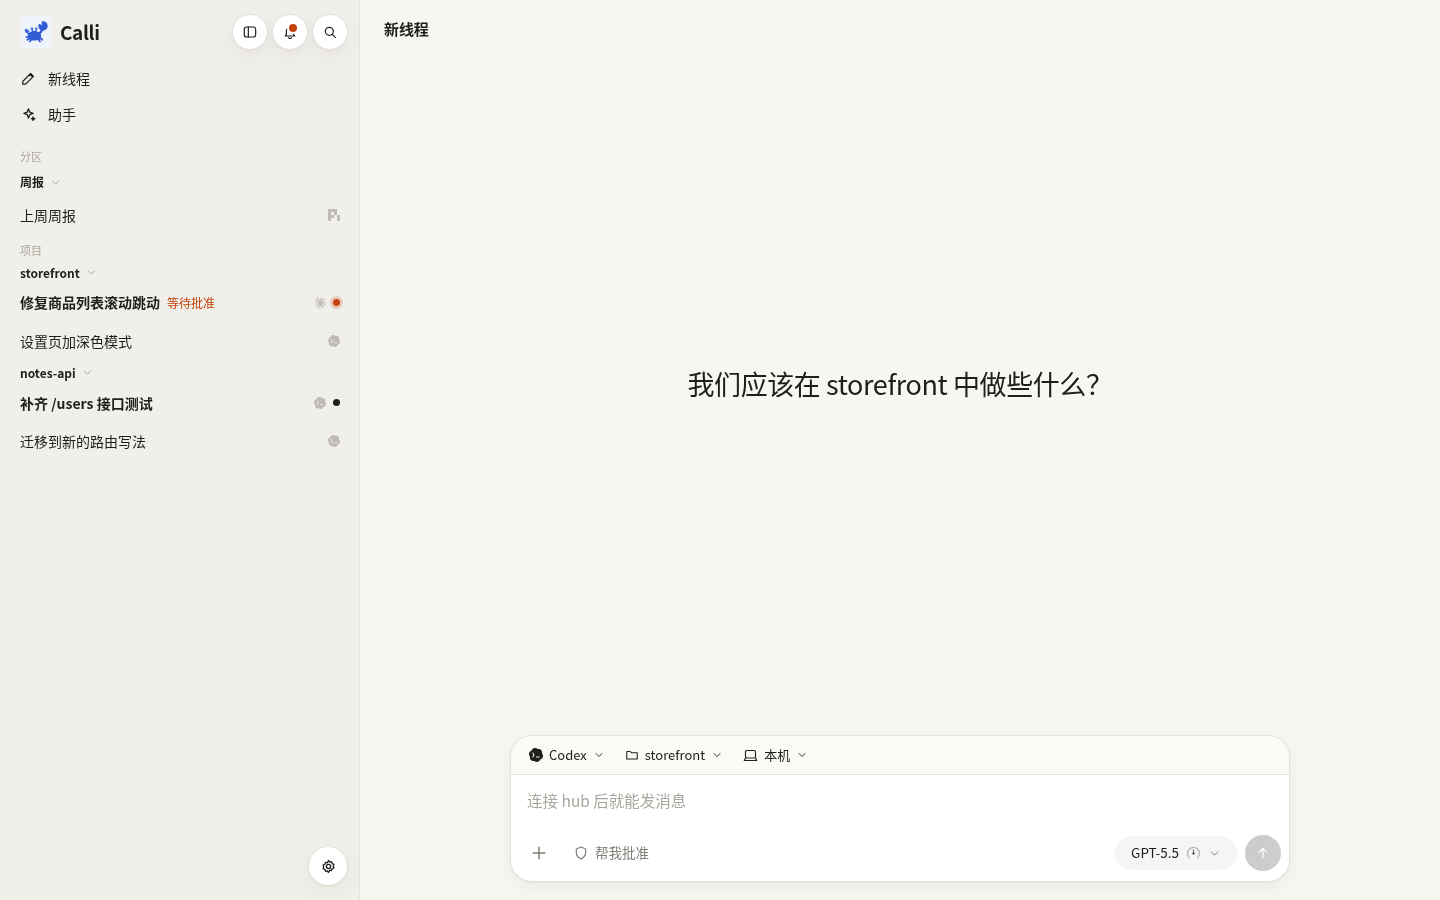 Calli
新线程
助手
分区
周报
上周周报
项目
storefront
修复商品列表滚动跳动 等待批准
设置页加深色模式
notes-api
补齐 /users 接口测试
迁移到新的路由写法
新线程
我们应该在 storefront 中做些什么？
Codex storefront 本机
连接 hub 后就能发消息
帮我批准 GPT-5.5